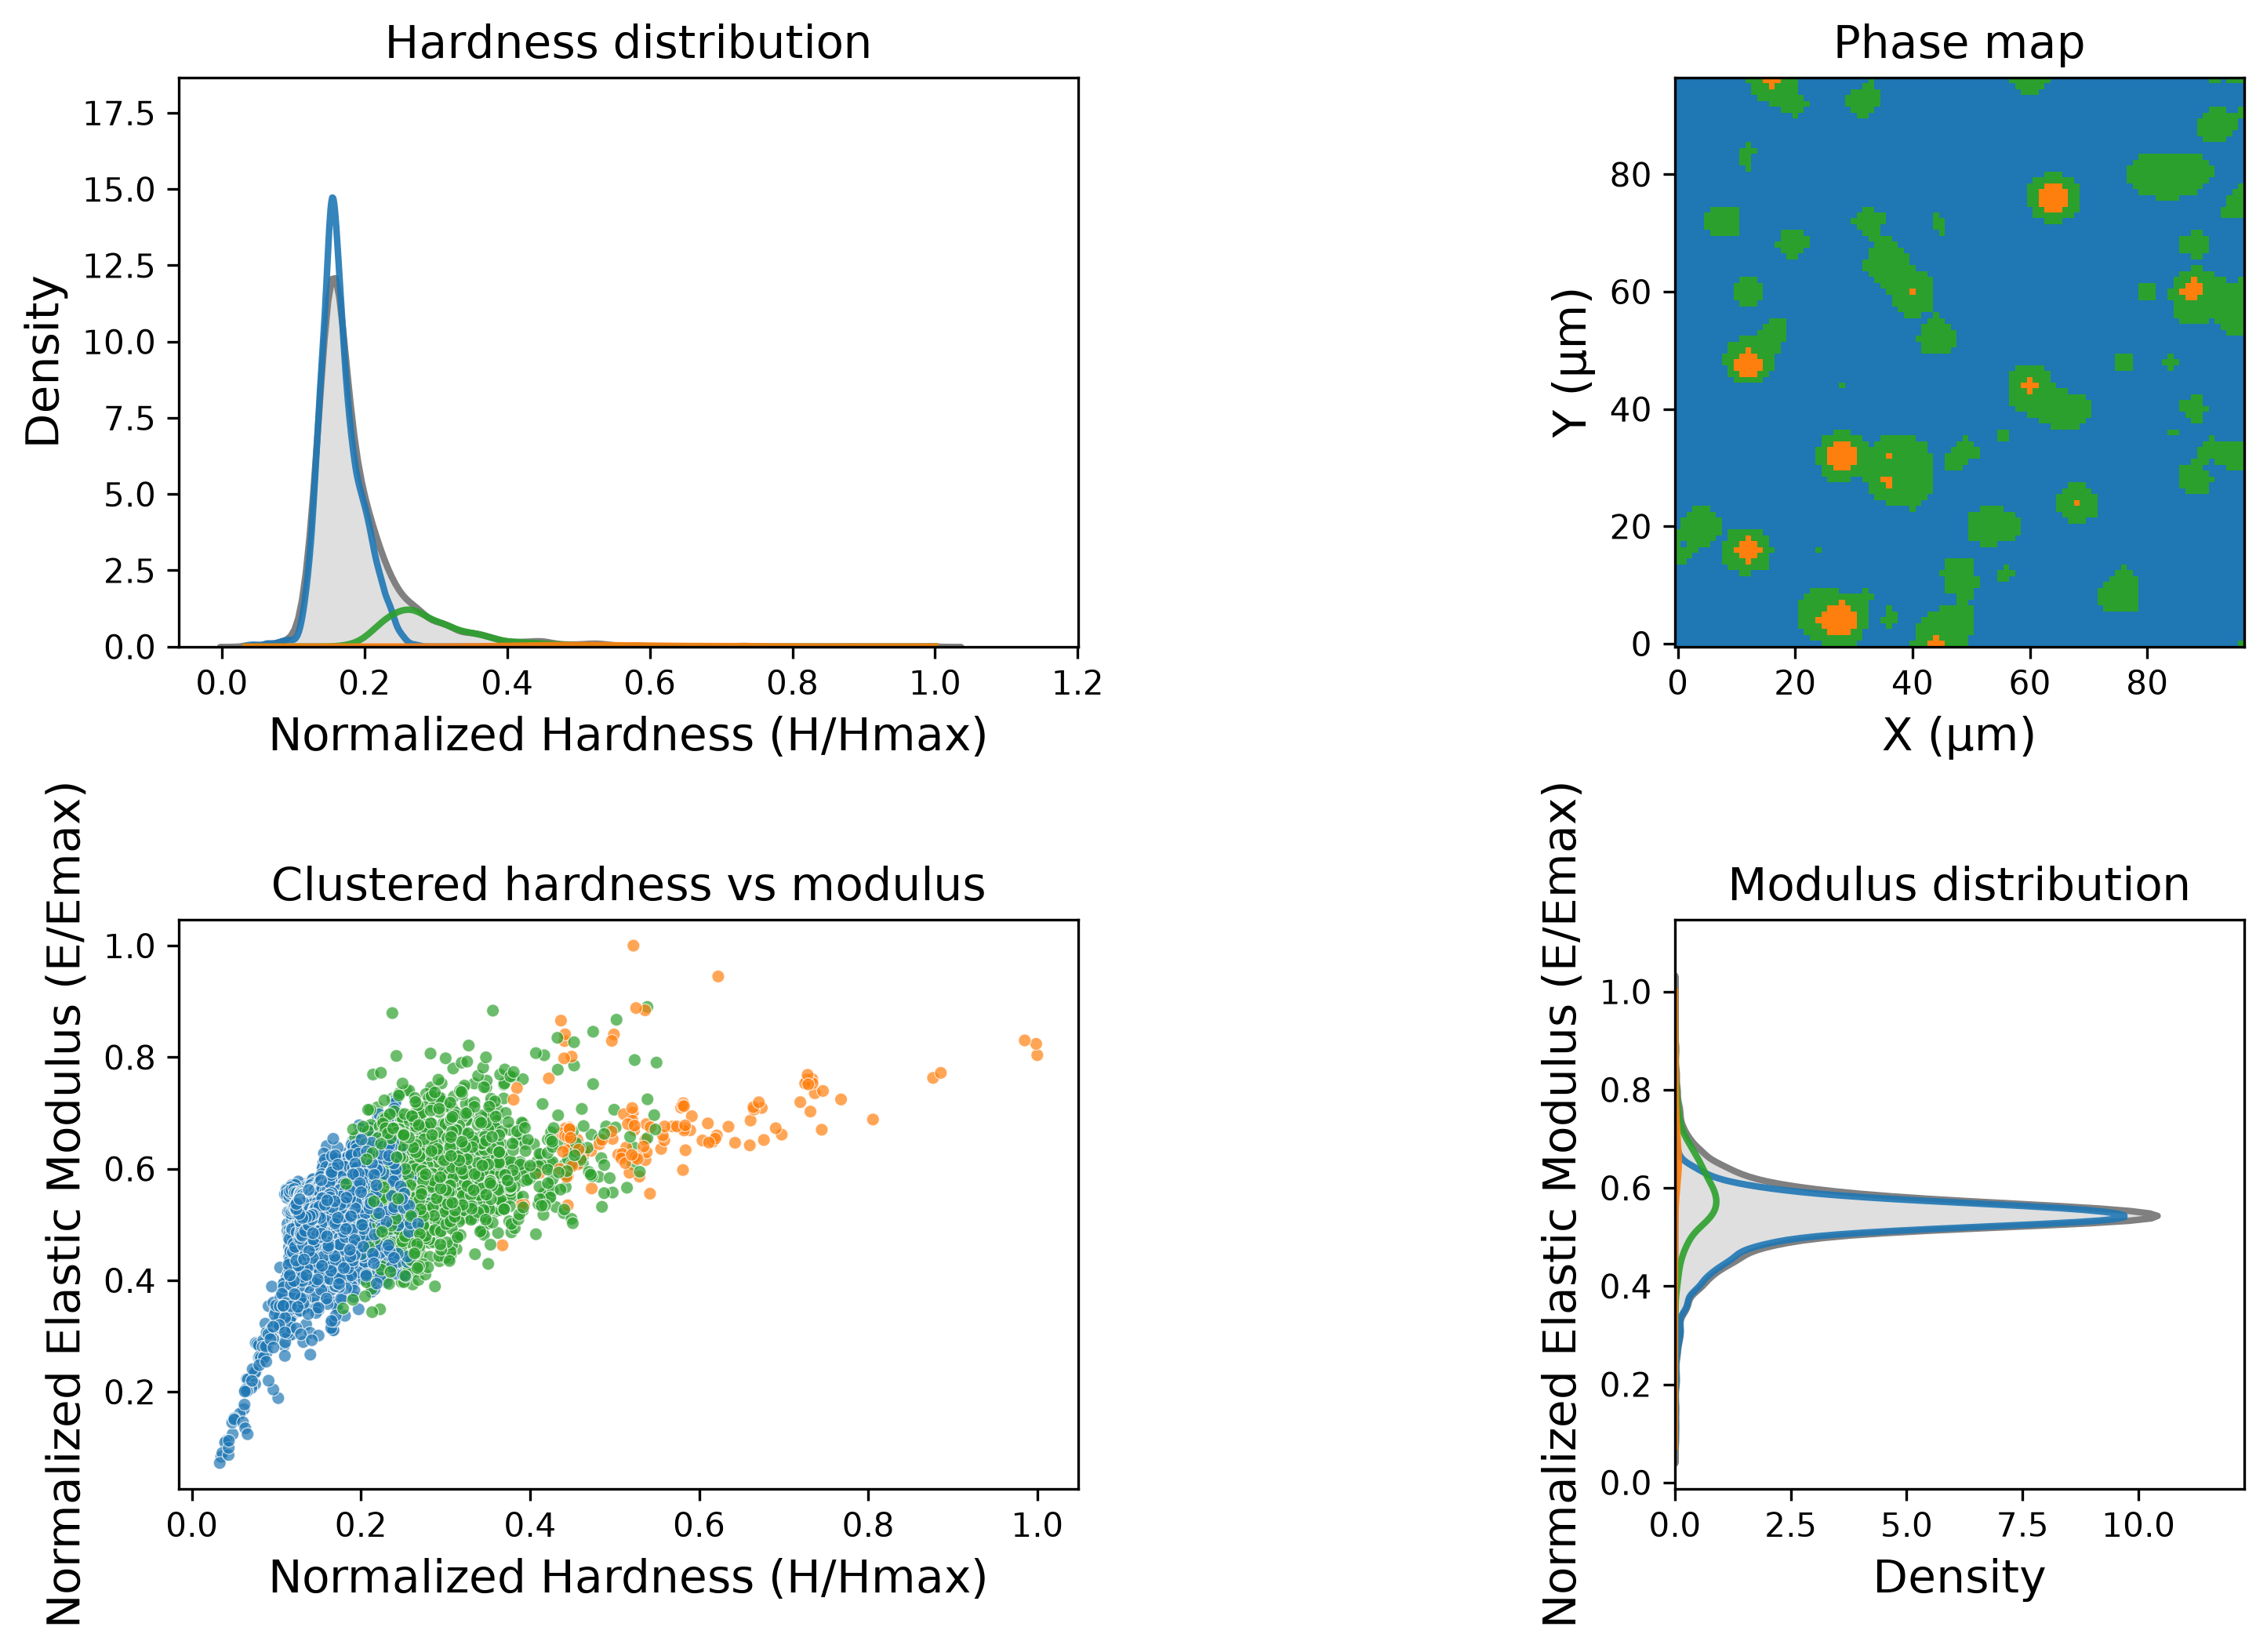 Hardness distribution
17.5
15.0
12.5
10.0
7.5
5.0
2.5
0.0
Density
0.0 0.2 0.4 0.6 0.8 1.0 1.2
Normalized Hardness (H/Hmax)
Phase map
80
60
40
20
0
Y (µm)
0 20 40 60 80
X (µm)
Clustered hardness vs modulus
1.0
0.8
0.6
0.4
0.2
Normalized Elastic Modulus (E/Emax)
0.0 0.2 0.4 0.6 0.8 1.0
Normalized Hardness (H/Hmax)
Modulus distribution
1.0
0.8
0.6
0.4
0.2
0.0
Normalized Elastic Modulus (E/Emax)
0.0 2.5 5.0 7.5 10.0
Density